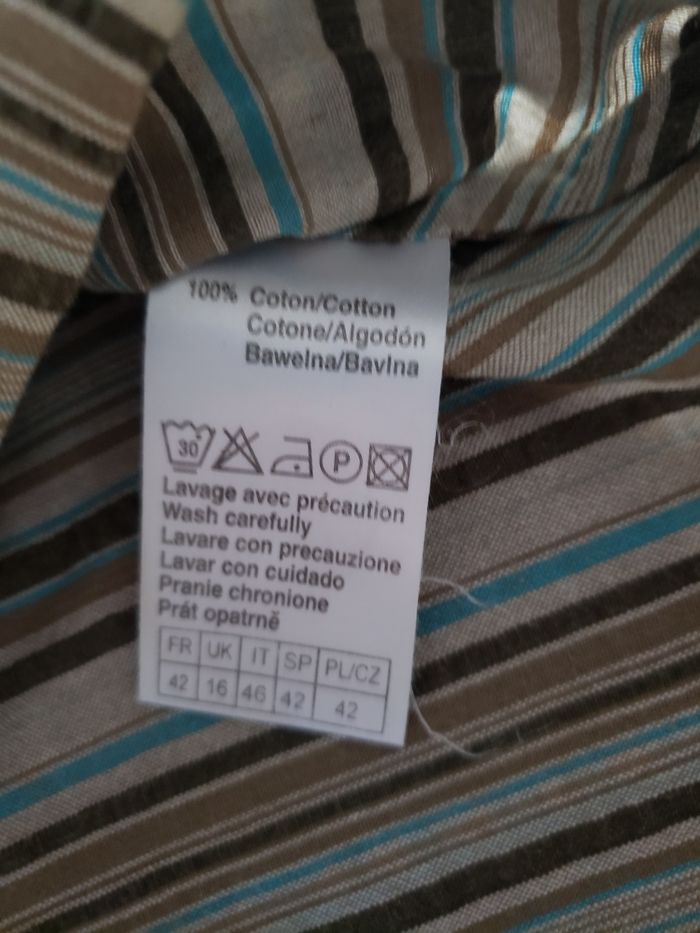 100% Coton/Cotton
Cotone/Algodón
Bawelna/Bavlna
30 P
Lavage avec précaution
Wash carefully
Lavare con precauzione
Lavar con cuidado
Pranie chronione
Prát opatrně
FR UK IT SP PL/CZ
42 16 46 42 42